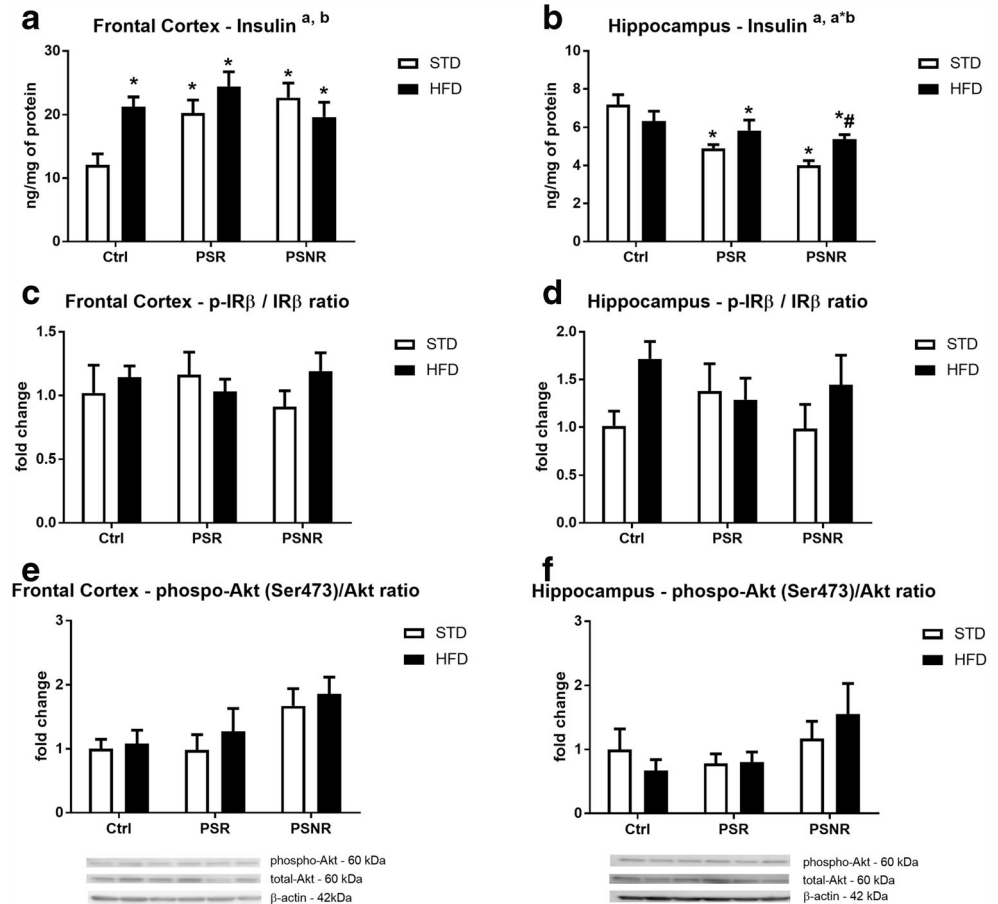 a
Frontal Cortex - Insulin a, b
ng/mg of protein
30
20
10
0
*
*
*
*
*
Ctrl
PSR
PSNR
STD
HFD
b
Hippocampus - Insulin a, a*b
ng/mg of protein
10
8
6
4
2
0
*
*
*
*#
Ctrl
PSR
PSNR
STD
HFD
c
Frontal Cortex - p-IRβ / IRβ ratio
fold change
1.5
1.0
0.5
0.0
Ctrl
PSR
PSNR
STD
HFD
d
Hippocampus - p-IRβ / IRβ ratio
fold change
2.0
1.5
1.0
0.5
0.0
Ctrl
PSR
PSNR
STD
HFD
e
Frontal Cortex - phospo-Akt (Ser473)/Akt ratio
fold change
3
2
1
0
Ctrl
PSR
PSNR
STD
HFD
phospho-Akt - 60 kDa
total-Akt - 60 kDa
β-actin - 42kDa
f
Hippocampus - phospo-Akt (Ser473)/Akt ratio
fold change
3
2
1
0
Ctrl
PSR
PSNR
STD
HFD
phospho-Akt - 60 kDa
total-Akt - 60 kDa
β-actin - 42 kDa